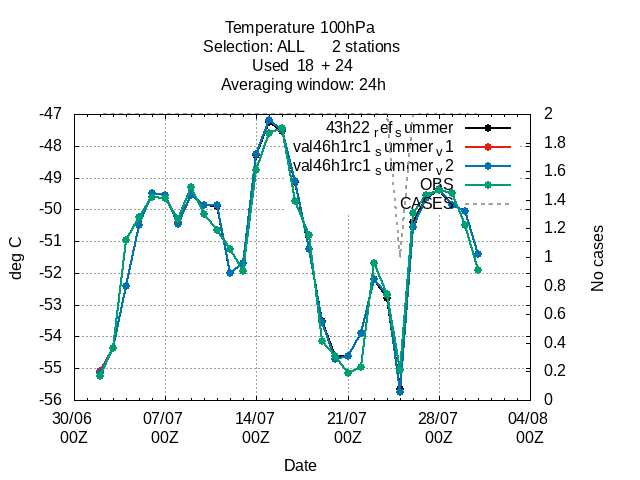 Temperature 100hPa
Selection: ALL 2 stations
Used 18 + 24
Averaging window: 24h
-47
-48
-49
-50
-51
-52
-53
-54
-55
-56
deg C
43h22 ref summer
val46h1rc1 summer v1
val46h1rc1 summer v2
OBS
CASES
2
1.8
1.6
1.4
1.2
1
0.8
0.6
0.4
0.2
0
No cases
30/06 07/07 14/07 21/07 28/07 04/08
00Z 00Z 00Z 00Z 00Z 00Z
Date